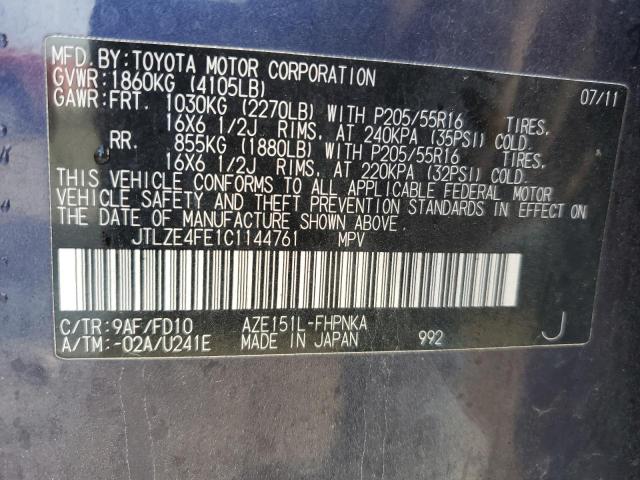 MFD.BY:TOYOTA MOTOR CORPORATION
GVWR:1860KG (4105LB) 07/11
GAWR:FRT. 1030KG (2270LB) WITH P205/55R16 TIRES,
16X6 1/2J RIMS, AT 240KPA (35PSI) COLD.
RR. 855KG (1880LB) WITH P205/55R16 TIRES,
16X6 1/2J RIMS, AT 220KPA (32PSI) COLD.
THIS VEHICLE CONFORMS TO ALL APPLICABLE FEDERAL MOTOR
VEHICLE SAFETY AND THEFT PREVENTION STANDARDS IN EFFECT ON
THE DATE OF MANUFACTURE SHOWN ABOVE.
JTLZE4FE1C1144761 MPV
C/TR:9AF/FD10 AZE151L-FHPNKA
A/TM:-02A/U241E MADE IN JAPAN 992 J